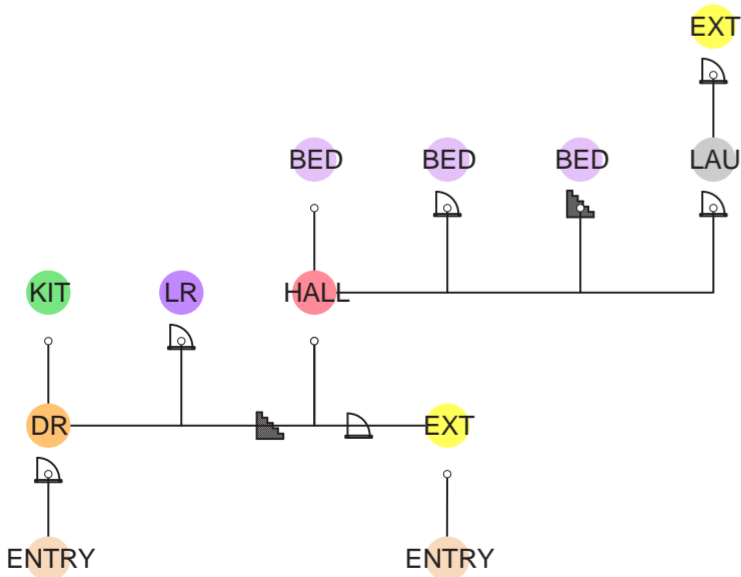 EXT
BED BED BED LAU
KIT LR HALL
DR EXT
ENTRY ENTRY